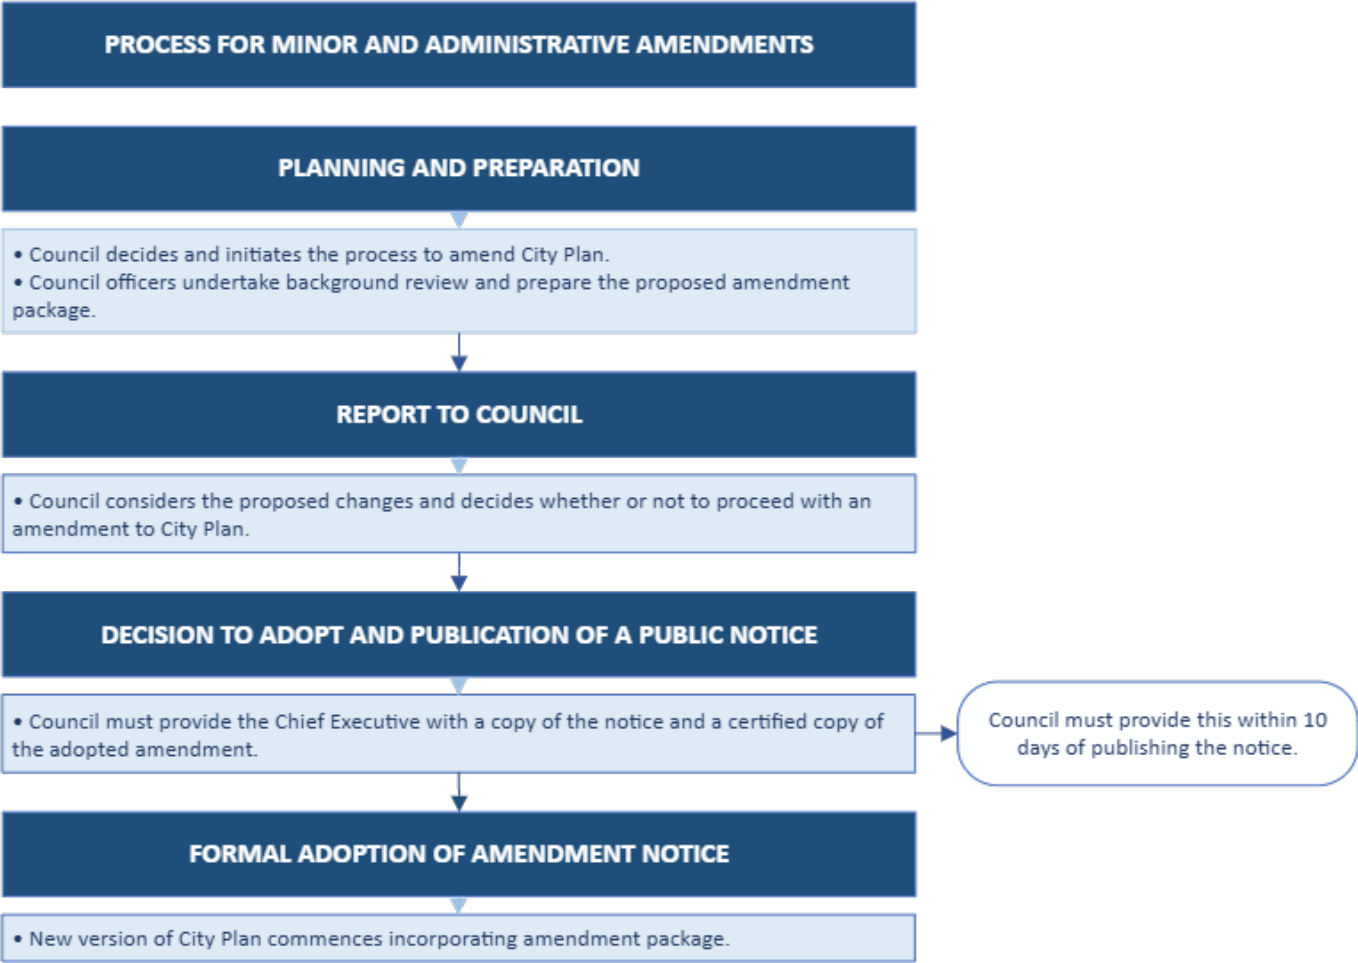 PROCESS FOR MINOR AND ADMINISTRATIVE AMENDMENTS
PLANNING AND PREPARATION
• Council decides and initiates the process to amend City Plan.
• Council officers undertake background review and prepare the proposed amendment
package.
REPORT TO COUNCIL
• Council considers the proposed changes and decides whether or not to proceed with an
amendment to City Plan.
DECISION TO ADOPT AND PUBLICATION OF A PUBLIC NOTICE
• Council must provide the Chief Executive with a copy of the notice and a certified copy of
the adopted amendment.
Council must provide this within 10
days of publishing the notice.
FORMAL ADOPTION OF AMENDMENT NOTICE
• New version of City Plan commences incorporating amendment package.